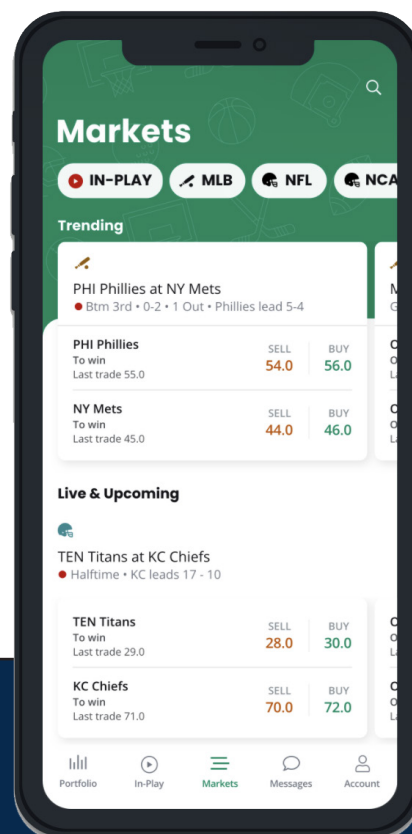 Markets
IN-PLAY MLB NFL NCA
Trending
PHI Phillies at NY Mets
Btm 3rd • 0-2 • 1 Out • Phillies lead 5-4
PHI Phillies
To win
Last trade 55.0
SELL BUY
54.0 56.0
NY Mets
To win
Last trade 45.0
SELL BUY
44.0 46.0
Live & Upcoming
TEN Titans at KC Chiefs
Halftime • KC leads 17 - 10
TEN Titans
To win
Last trade 29.0
SELL BUY
28.0 30.0
KC Chiefs
To win
Last trade 71.0
SELL BUY
70.0 72.0
Portfolio In-Play Markets Messages Account